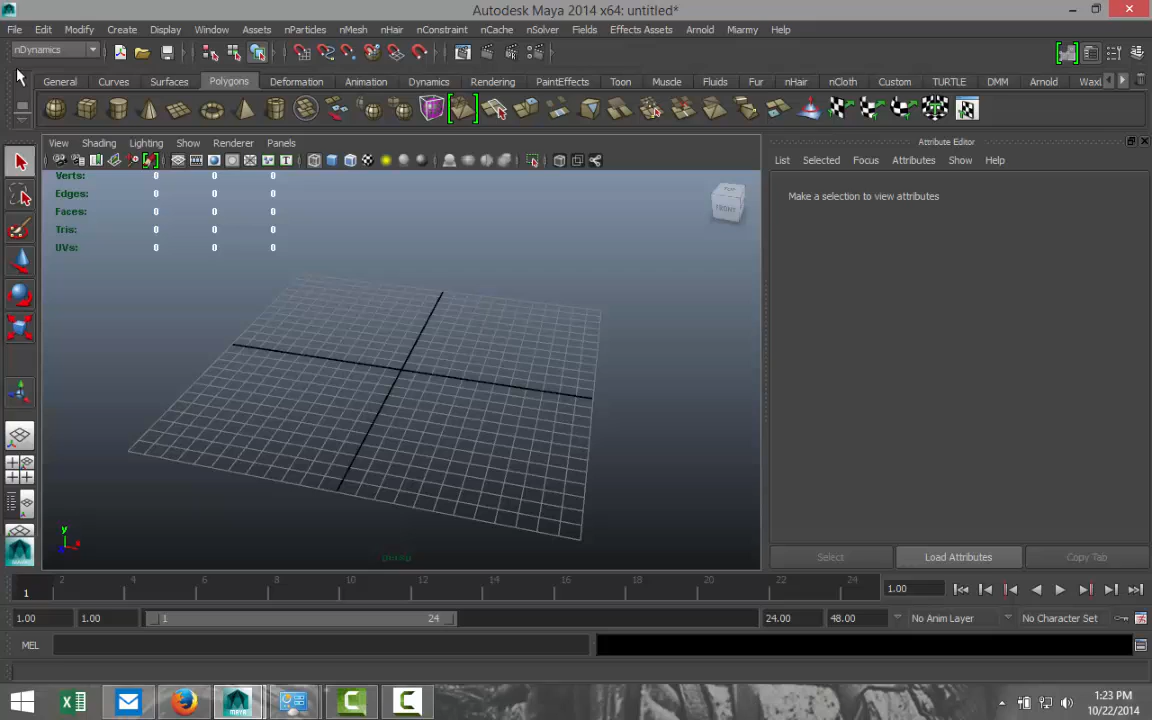 Autodesk Maya 2014 x64: untitled*
File Edit Modify Create Display Window Assets nParticles nMesh nHair nConstraint nCache nSolver Fields Effects Assets Arnold Miarmy Help
nDynamics
General Curves Surfaces Polygons Deformation Animation Dynamics Rendering PaintEffects Toon Muscle Fluids Fur nHair nCloth Custom TURTLE DMM Arnold
View Shading Lighting Show Renderer Panels
Attribute Editor
List Selected Focus Attributes Show Help
Verts: 0 0 0
Edges: 0 0 0
Faces: 0 0 0
Tris: 0 0 0
UVs: 0 0 0
TOP
FRONT
Make a selection to view attributes
y
persp
Select Load Attributes Copy Tab
2 4 6 8 10 12 14 16 18 20 22 24
1
1.00
1.00 1.00 1 24 24.00 48.00 No Anim Layer No Character Set
MEL
MAYA
1:23 PM
10/22/2014